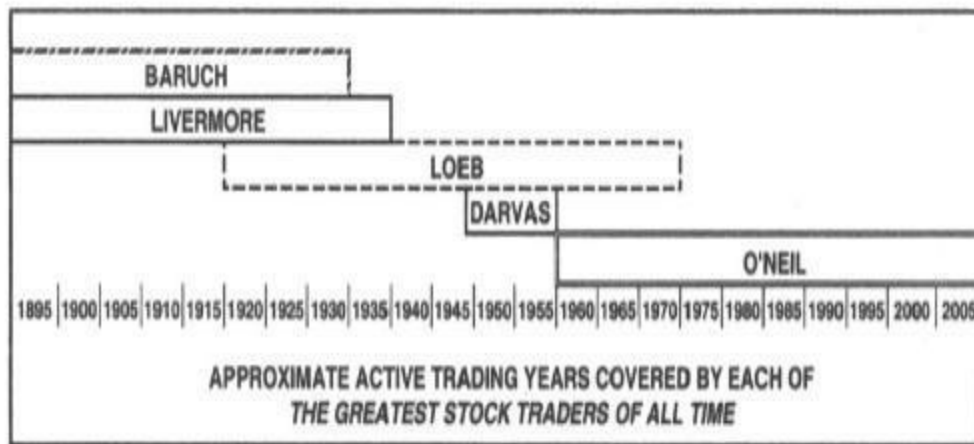 BARUCH
LIVERMORE
LOEB
DARVAS
O'NEIL
1895 1900 1905 1910 1915 1920 1925 1930 1935 1940 1945 1950 1955 1960 1965 1970 1975 1980 1985 1990 1995 2000 2005
APPROXIMATE ACTIVE TRADING YEARS COVERED BY EACH OF
THE GREATEST STOCK TRADERS OF ALL TIME